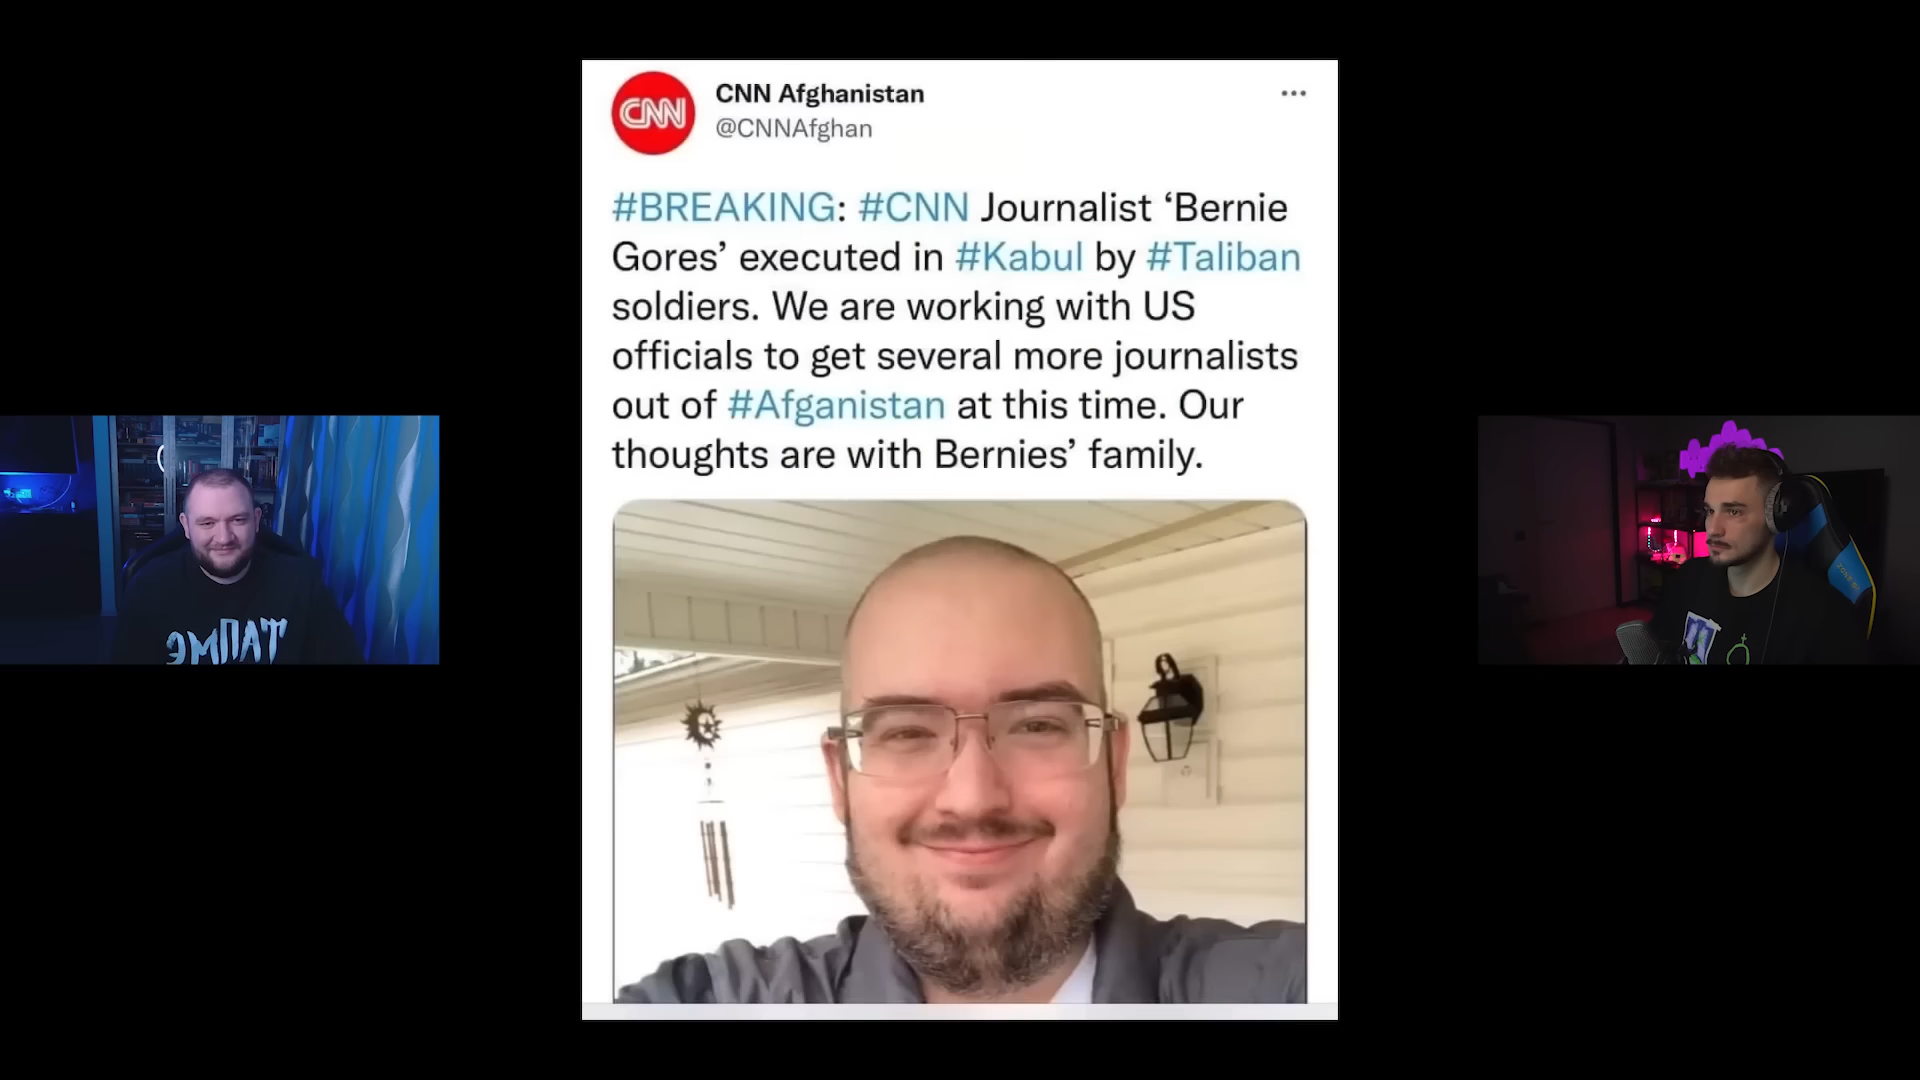 CNN
CNN Afghanistan
@CNNAfghan
#BREAKING: #CNN Journalist ‘Bernie
Gores’ executed in #Kabul by #Taliban
soldiers. We are working with US
officials to get several more journalists
out of #Afganistan at this time. Our
thoughts are with Bernies’ family.
ЭМПАТ